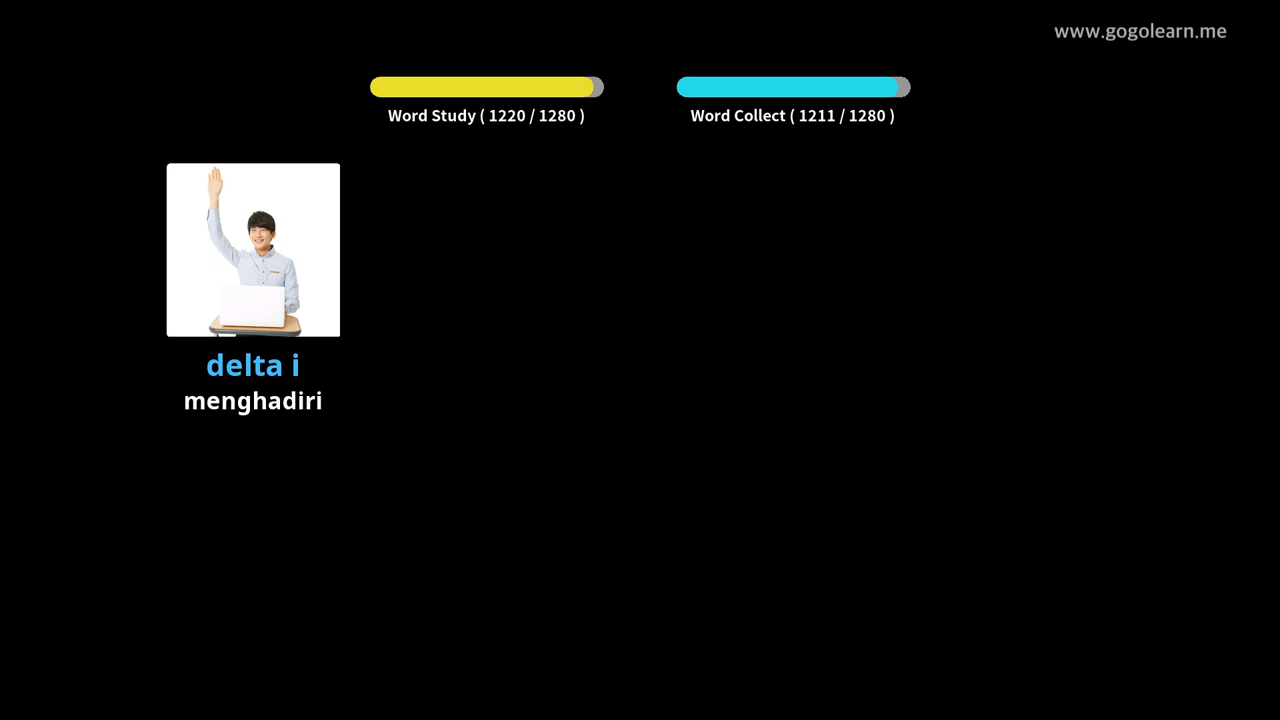 www.gogolearn.me
Word Study ( 1220 / 1280 )
Word Collect ( 1211 / 1280 )
delta i
menghadiri